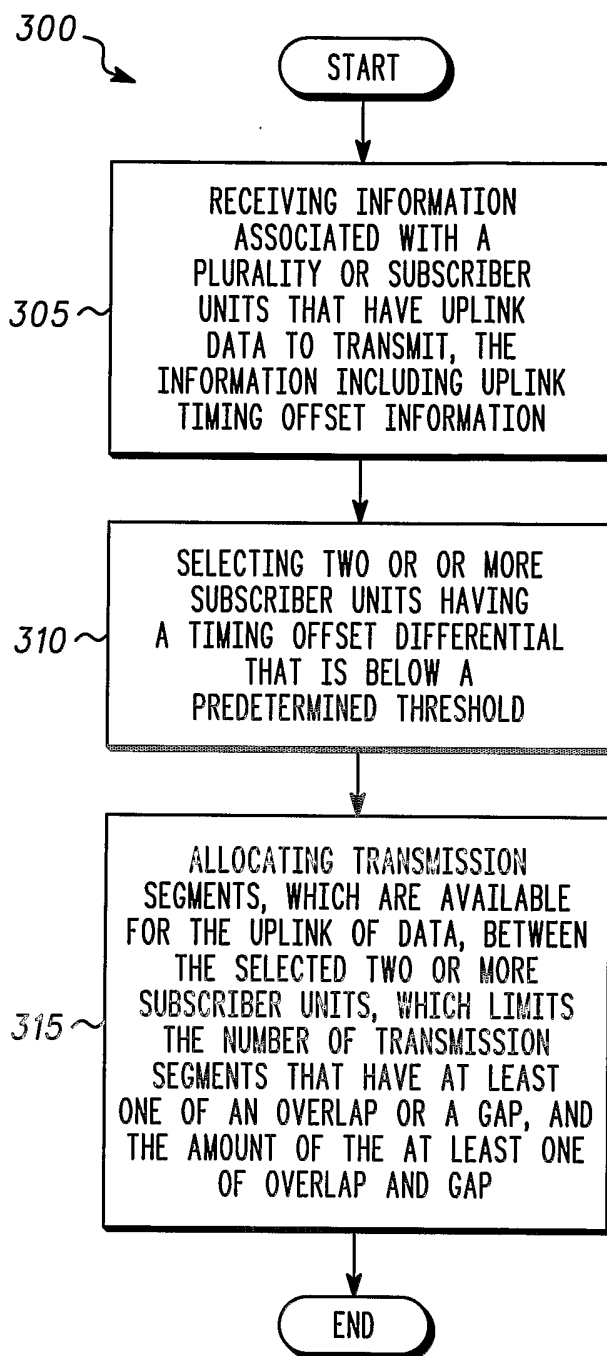 300
START
305
RECEIVING INFORMATION
ASSOCIATED WITH A
PLURALITY OR SUBSCRIBER
UNITS THAT HAVE UPLINK
DATA TO TRANSMIT, THE
INFORMATION INCLUDING UPLINK
TIMING OFFSET INFORMATION
310
SELECTING TWO OR OR MORE
SUBSCRIBER UNITS HAVING
A TIMING OFFSET DIFFERENTIAL
THAT IS BELOW A
PREDETERMINED THRESHOLD
315
ALLOCATING TRANSMISSION
SEGMENTS, WHICH ARE AVAILABLE
FOR THE UPLINK OF DATA, BETWEEN
THE SELECTED TWO OR MORE
SUBSCRIBER UNITS, WHICH LIMITS
THE NUMBER OF TRANSMISSION
SEGMENTS THAT HAVE AT LEAST
ONE OF AN OVERLAP OR A GAP, AND
THE AMOUNT OF THE AT LEAST ONE
OF OVERLAP AND GAP
END